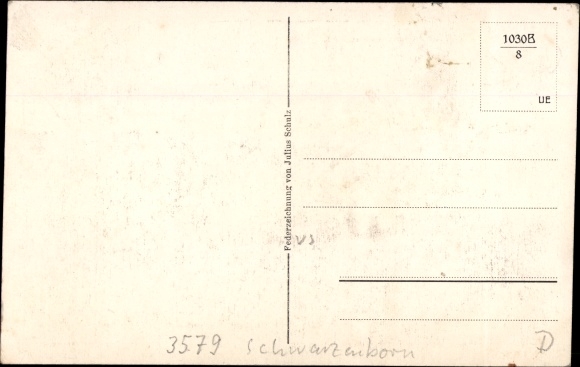 1030B
8
UE
Federzeichnung von Julius Schulz
vs
3579 Schwarzenborn
D